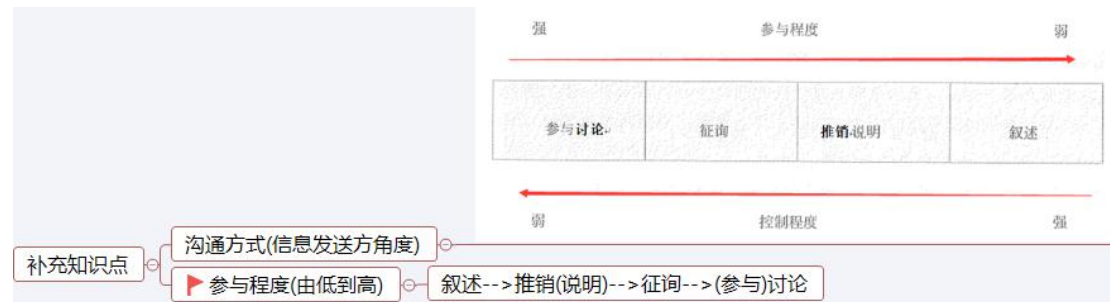 强 参与程度 弱
参与讨论 征询 推销说明 叙述
弱 控制程度 强
补充知识点
沟通方式(信息发送方角度)
参与程度(由低到高)
叙述-->推销(说明)-->征询-->(参与)讨论